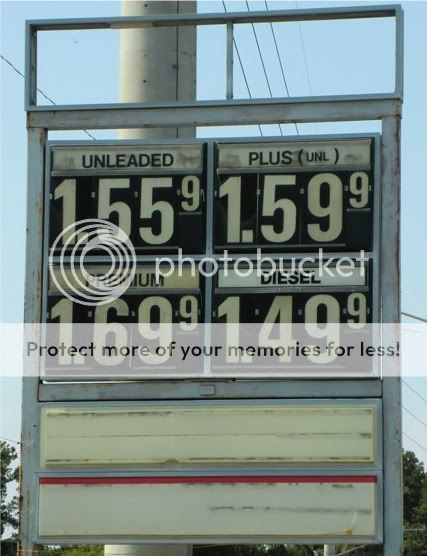 UNLEADED PLUS (UNL)
1.55 9 1.59 9
photobucket
PREMIUM DIESEL
1.69 9 1.49 9
Protect more of your memories for less!